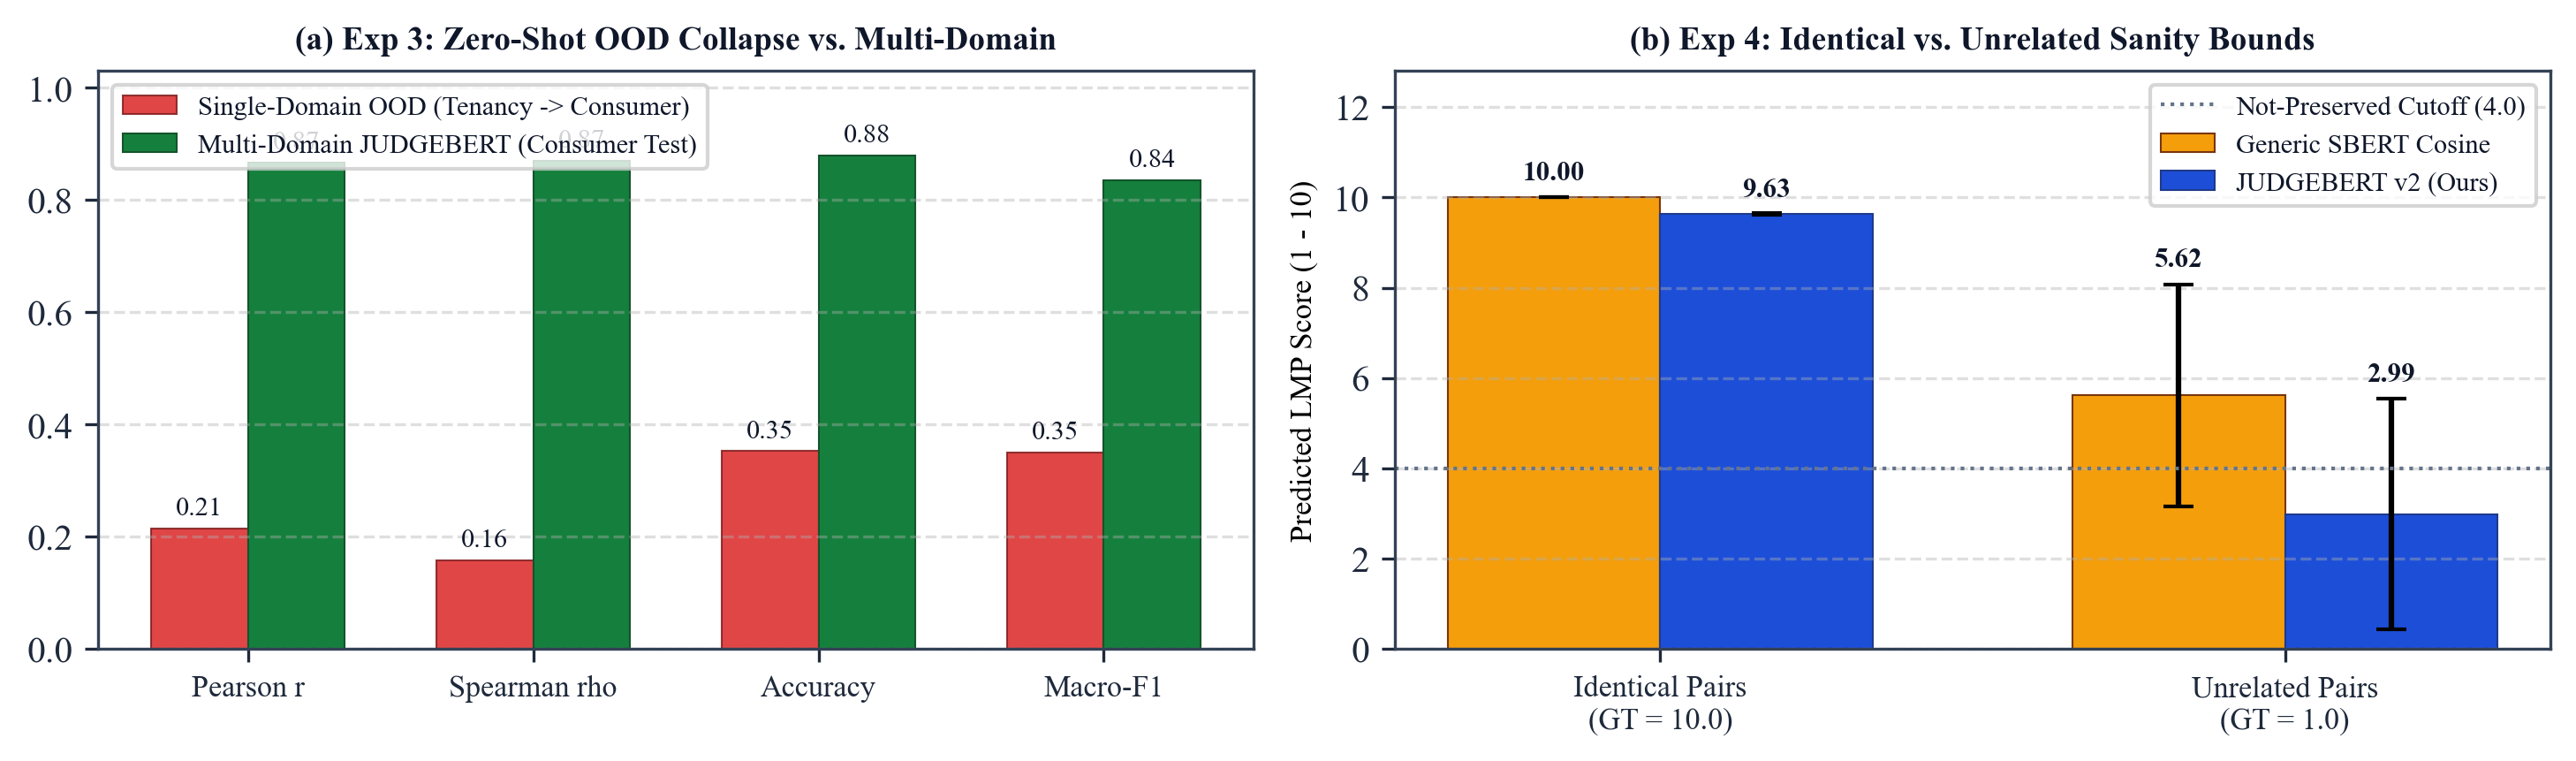 (a) Exp 3: Zero-Shot OOD Collapse vs. Multi-Domain
1.0
0.8
0.6
0.4
0.2
0.0
Single-Domain OOD (Tenancy -> Consumer)
Multi-Domain JUDGEBERT (Consumer Test)
0.87
0.87
0.88
0.84
0.21
0.16
0.35
0.35
Pearson r
Spearman rho
Accuracy
Macro-F1
(b) Exp 4: Identical vs. Unrelated Sanity Bounds
Predicted LMP Score (1 - 10)
12
10
8
6
4
2
0
Not-Preserved Cutoff (4.0)
Generic SBERT Cosine
JUDGEBERT v2 (Ours)
10.00
9.63
5.62
2.99
Identical Pairs
(GT = 10.0)
Unrelated Pairs
(GT = 1.0)